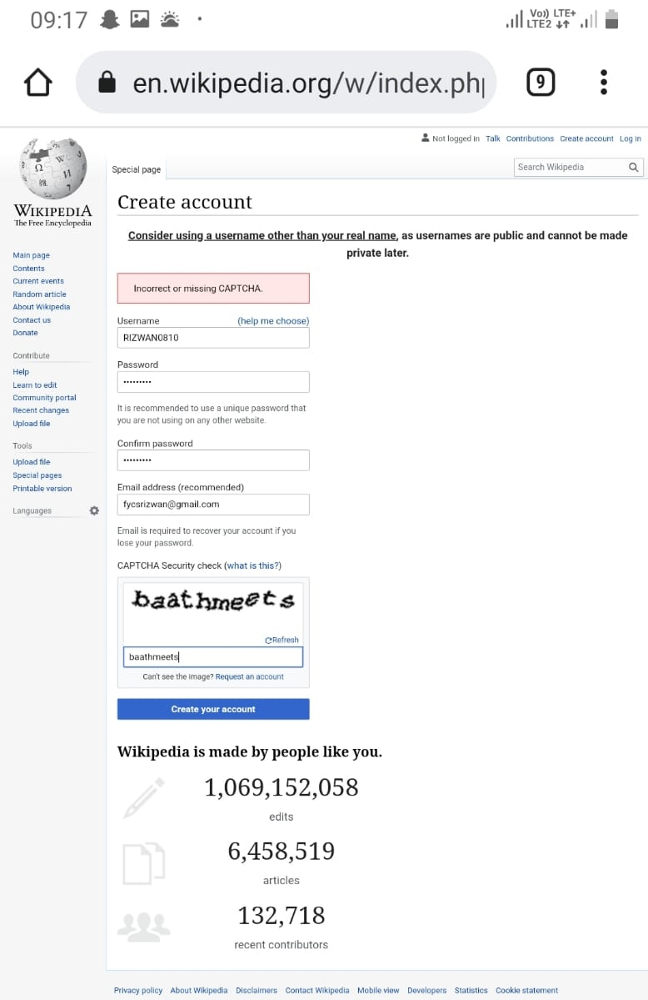 09:17
Vo)) LTE+
LTE2
en.wikipedia.org/w/index.php
9
Not logged in Talk Contributions Create account Log in
Special page
Search Wikipedia
WIKIPEDIA
The Free Encyclopedia
Main page
Contents
Current events
Random article
About Wikipedia
Contact us
Donate
Contribute
Help
Learn to edit
Community portal
Recent changes
Upload file
Tools
Upload file
Special pages
Printable version
Languages
Create account
Consider using a username other than your real name, as usernames are public and cannot be made
private later.
Incorrect or missing CAPTCHA.
Username (help me choose)
RIZWAN0810
Password
•••••••••
It is recommended to use a unique password that
you are not using on any other website.
Confirm password
•••••••••
Email address (recommended)
fycsrizwan@gmail.com
Email is required to recover your account if you
lose your password.
CAPTCHA Security check (what is this?)
baathmeets
Refresh
baathmeets
Can't see the image? Request an account
Create your account
Wikipedia is made by people like you.
1,069,152,058
edits
6,458,519
articles
132,718
recent contributors
Privacy policy About Wikipedia Disclaimers Contact Wikipedia Mobile view Developers Statistics Cookie statement